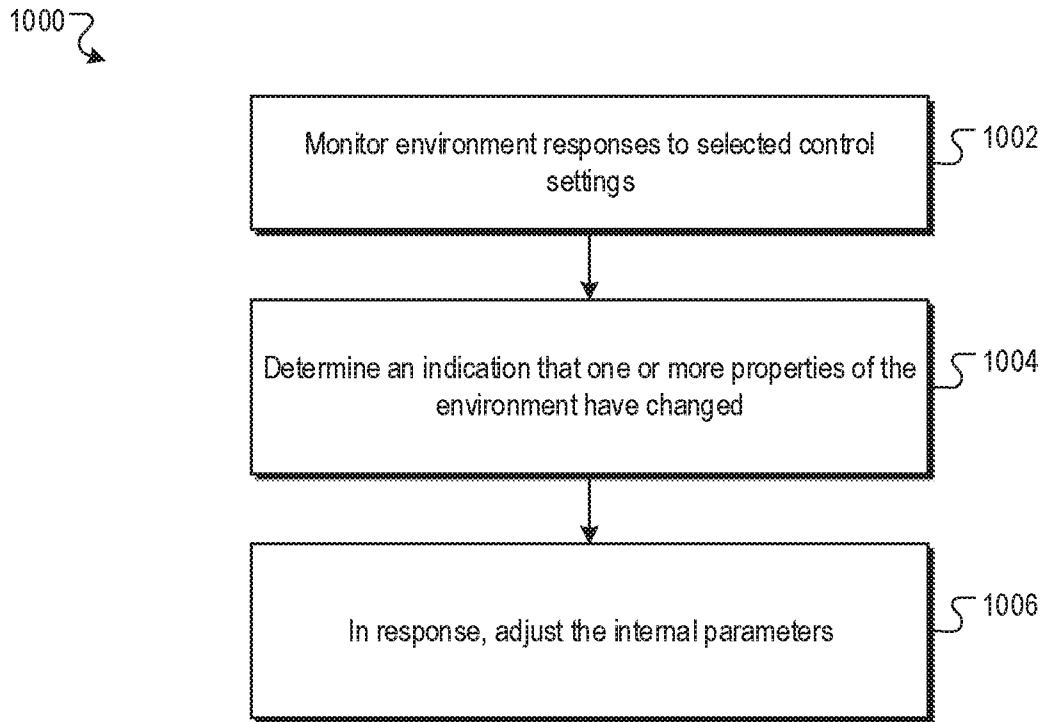 1000
Monitor environment responses to selected control
settings
1002
Determine an indication that one or more properties of the
environment have changed
1004
In response, adjust the internal parameters
1006